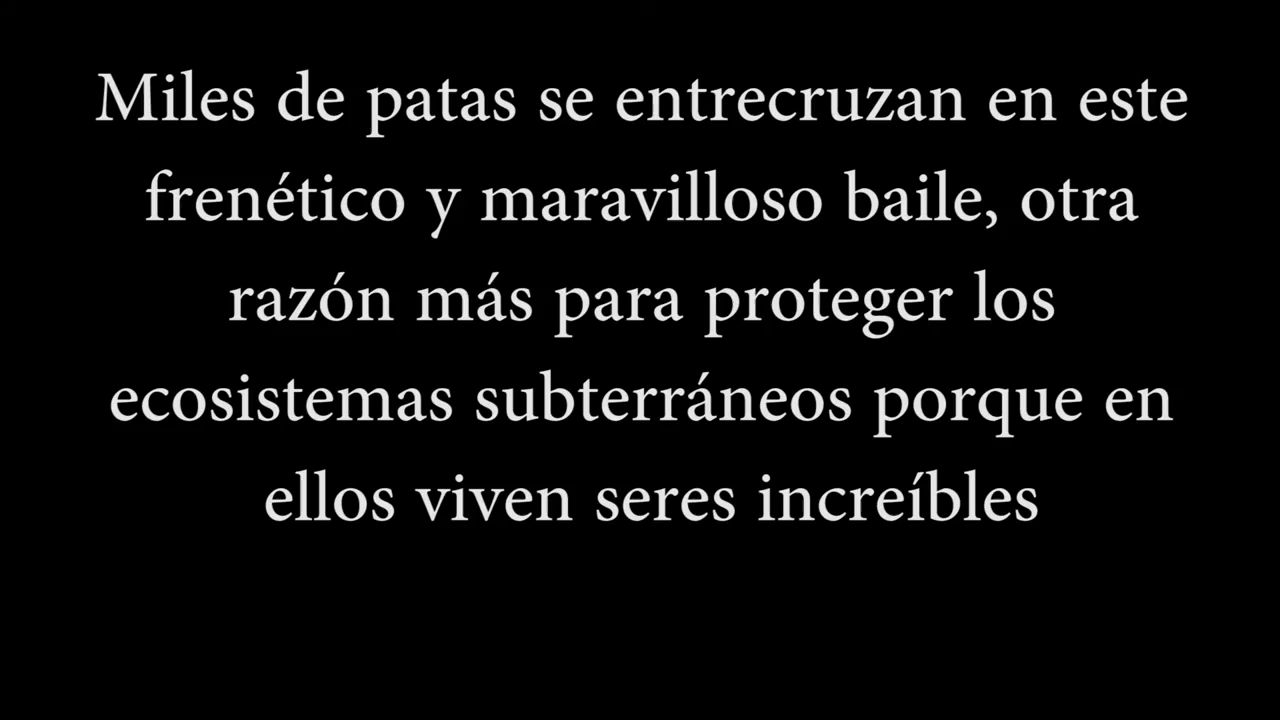 Miles de patas se entrecruzan en este
frenético y maravilloso baile, otra
razón más para proteger los
ecosistemas subterráneos porque en
ellos viven seres increíbles